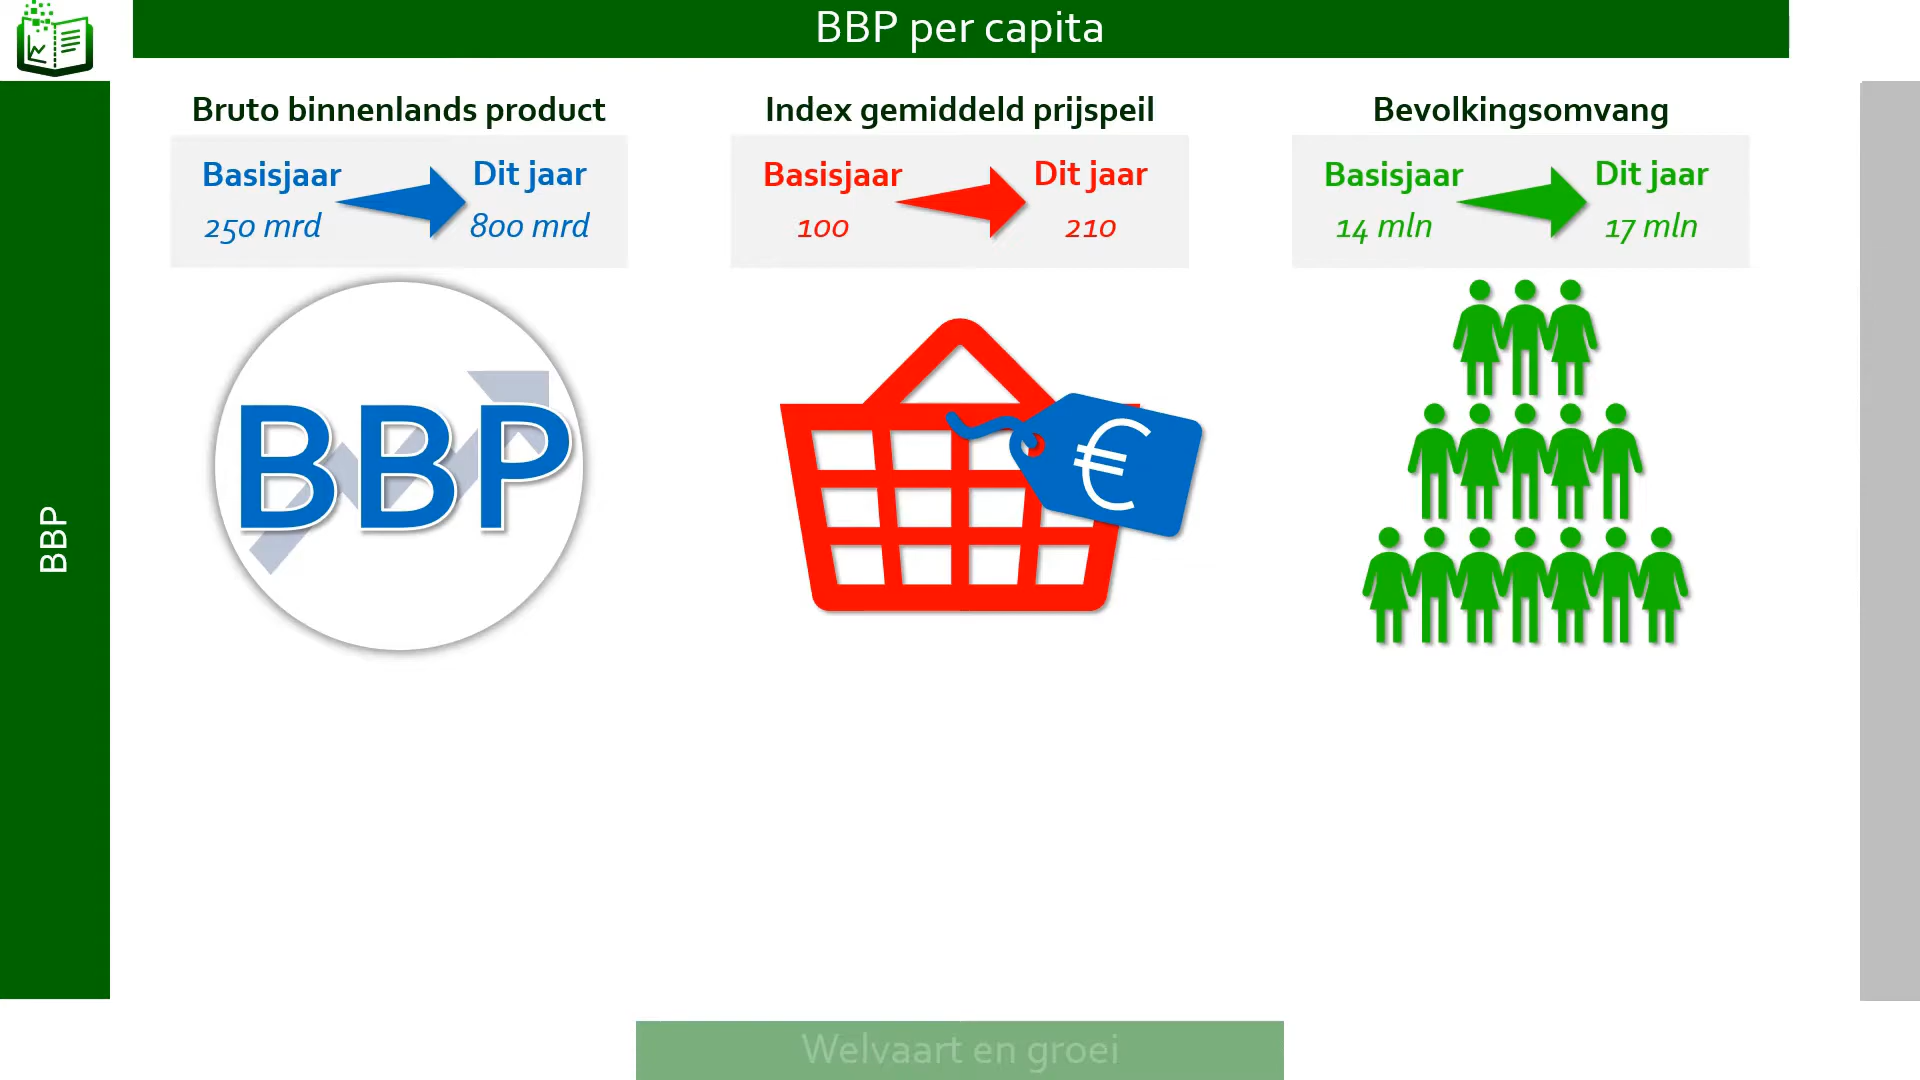 BBP per capita
Bruto binnenlands product
Basisjaar
Dit jaar
250 mrd
800 mrd
Index gemiddeld prijspeil
Basisjaar
Dit jaar
100
210
Bevolkingsomvang
Basisjaar
Dit jaar
14 mln
17 mln
BBP
€
BBP
Welvaart en groei